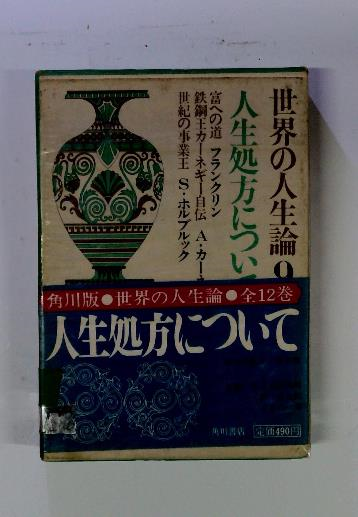 世界の人生論9
人生処方につい
富への道 フランクリン
鉄鋼王カーネギー自伝 A・カーネ
世紀の事業王 S・ホルブルック
角川版●世界の人生論●全12巻
人生処方について
角川書店
定価490円